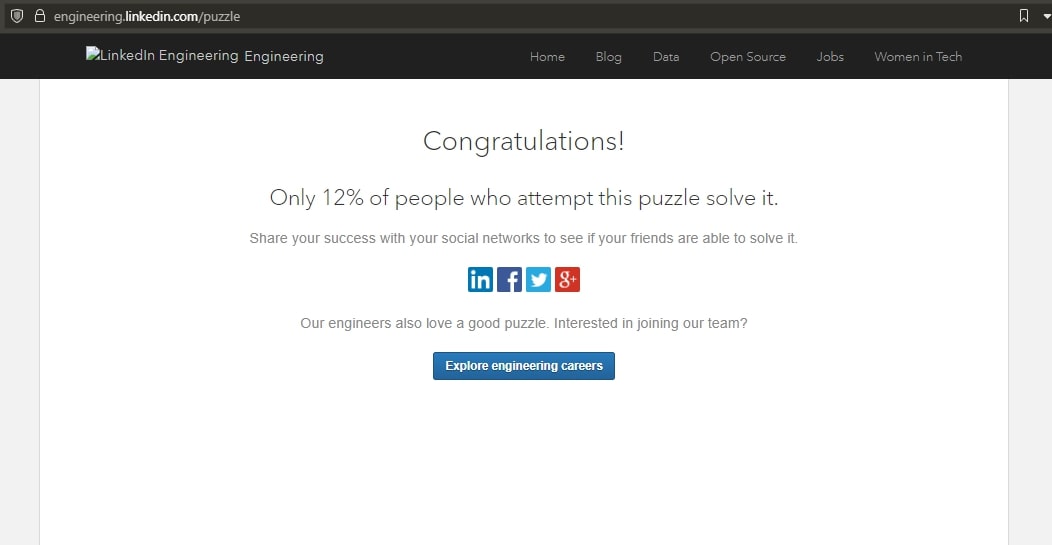 engineering.linkedin.com/puzzle
LinkedIn Engineering Engineering Home Blog Data Open Source Jobs Women in Tech
Congratulations!
Only 12% of people who attempt this puzzle solve it.
Share your success with your social networks to see if your friends are able to solve it.
in f g+
Our engineers also love a good puzzle. Interested in joining our team?
Explore engineering careers